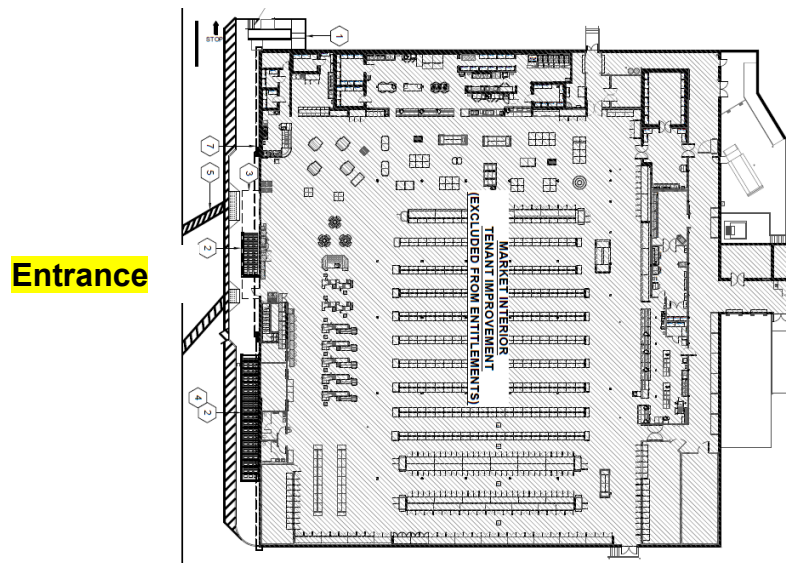 STOP
1
7
5
3
2
Entrance
4
2
MARKET INTERIOR
TENANT IMPROVEMENT
(EXCLUDED FROM ENTITLEMENTS)